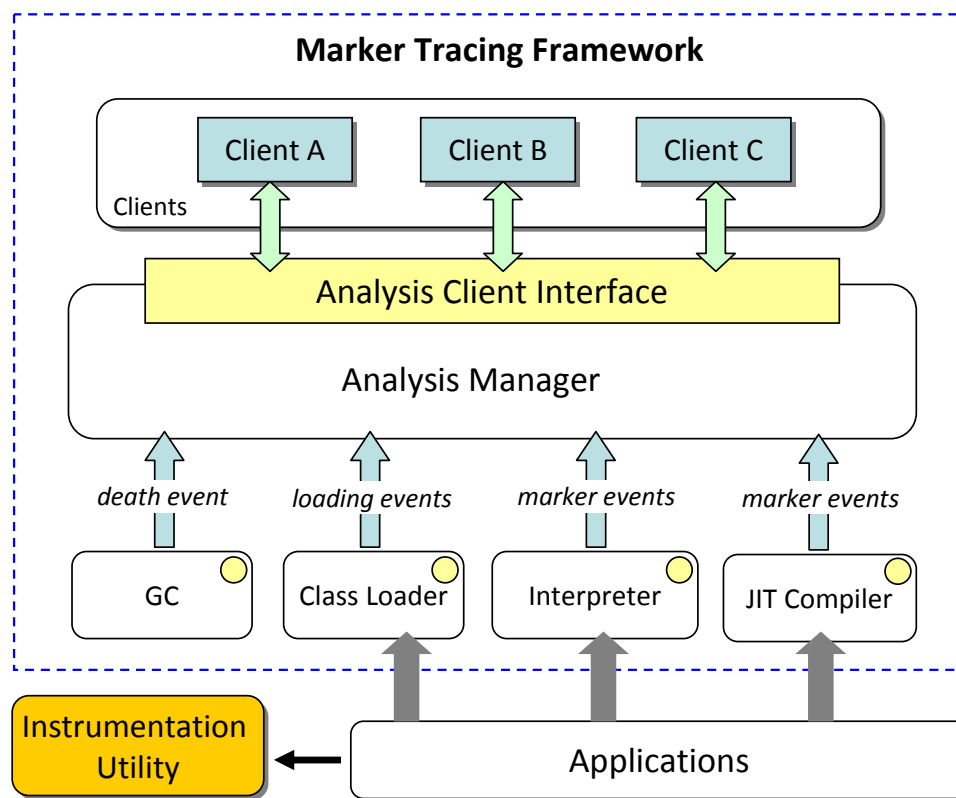 Marker Tracing Framework
Client A
Client B
Client C
Clients
Analysis Client Interface
Analysis Manager
death event
loading events
marker events
marker events
GC
Class Loader
Interpreter
JIT Compiler
Instrumentation
Utility
Applications